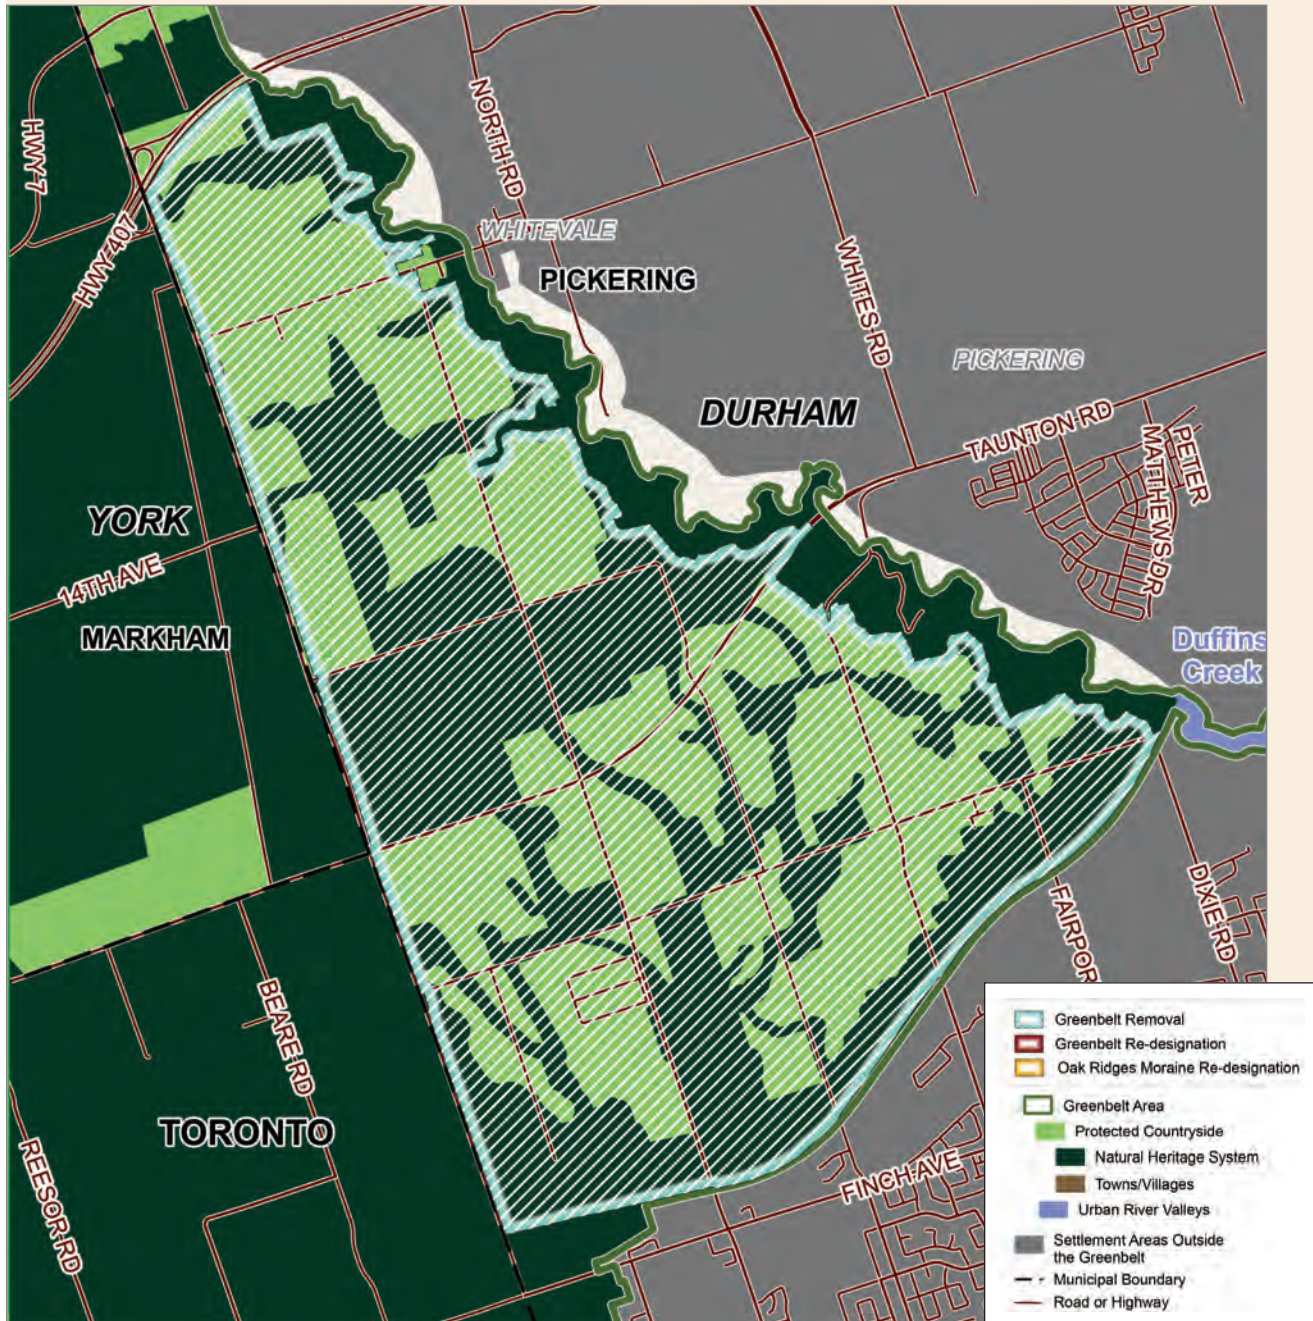 HWY 7
NORTH RD
HWY 407
WHITEVALE
PICKERING
WHITES RD
PICKERING
DURHAM
TAUNTON RD
PETER
MATTHEWS DR
YORK
14TH AVE
MARKHAM
Duffins
Creek
DIXIE RD
FAIRPOR
BEARE RD
TORONTO
REESOR RD
FINCH AVE
Greenbelt Removal
Greenbelt Re-designation
Oak Ridges Moraine Re-designation
Greenbelt Area
Protected Countryside
Natural Heritage System
Towns/Villages
Urban River Valleys
Settlement Areas Outside
the Greenbelt
Municipal Boundary
Road or Highway